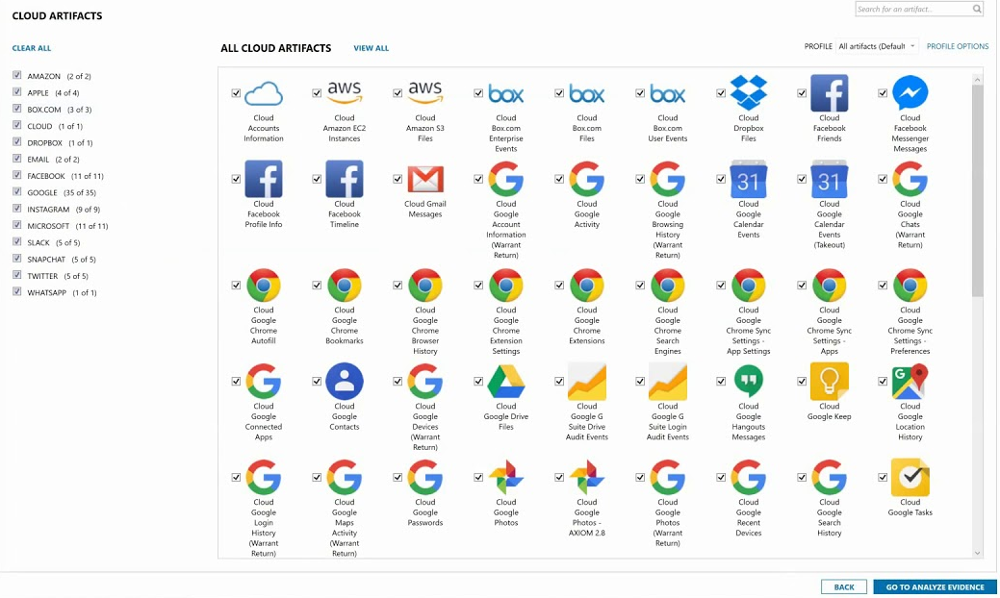 CLOUD ARTIFACTS
Search for an artifact...
CLEAR ALL
ALL CLOUD ARTIFACTS
VIEW ALL
PROFILE
All artifacts (Default
PROFILE OPTIONS
AMAZON (2 of 2)
APPLE (4 of 4)
BOX.COM (3 of 3)
CLOUD (1 of 1)
DROPBOX (1 of 1)
EMAIL (2 of 2)
FACEBOOK (11 of 11)
GOOGLE (35 of 35)
INSTAGRAM (9 of 9)
MICROSOFT (11 of 11)
SLACK (5 of 5)
SNAPCHAT (5 of 5)
TWITTER (5 of 5)
WHATSAPP (1 of 1)
Cloud
Accounts
Information
aws
Cloud
Amazon EC2
Instances
aws
Cloud
Amazon S3
Files
box
Cloud
Box.com
Enterprise
Events
box
Cloud
Box.com
Files
box
Cloud
Box.com
User Events
Cloud
Dropbox
Files
Cloud
Facebook
Friends
Cloud
Facebook
Messenger
Messages
Cloud
Facebook
Profile Info
Cloud
Facebook
Timeline
Cloud Gmail
Messages
Cloud
Google
Account
Information
(Warrant
Return)
Cloud
Google
Activity
Cloud
Google
Browsing
History
(Warrant
Return)
31
Cloud
Google
Calendar
Events
31
Cloud
Google
Calendar
Events
(Takeout)
Cloud
Google
Chats
(Warrant
Return)
Cloud
Google
Chrome
Autofill
Cloud
Google
Chrome
Bookmarks
Cloud
Google
Chrome
Browser
History
Cloud
Google
Chrome
Extension
Settings
Cloud
Google
Chrome
Extensions
Cloud
Google
Chrome
Search
Engines
Cloud
Google
Chrome Sync
Settings -
App Settings
Cloud
Google
Chrome Sync
Settings -
Apps
Cloud
Google
Chrome Sync
Settings -
Preferences
Cloud
Google
Connected
Apps
Cloud
Google
Contacts
Cloud
Google
Devices
(Warrant
Return)
Cloud
Google Drive
Files
Cloud
Google G
Suite Drive
Audit Events
Cloud
Google G
Suite Login
Audit Events
Cloud
Google
Hangouts
Messages
Cloud
Google Keep
Cloud
Google
Location
History
Cloud
Google
Login
History
(Warrant
Return)
Cloud
Google
Maps
Activity
(Warrant
Return)
Cloud
Google
Passwords
Cloud
Google
Photos
Cloud
Google
Photos -
AXIOM 2.8
Cloud
Google
Photos
(Warrant
Return)
Cloud
Google
Recent
Devices
Cloud
Google
Search
History
Cloud
Google Tasks
BACK
GO TO ANALYZE EVIDENCE